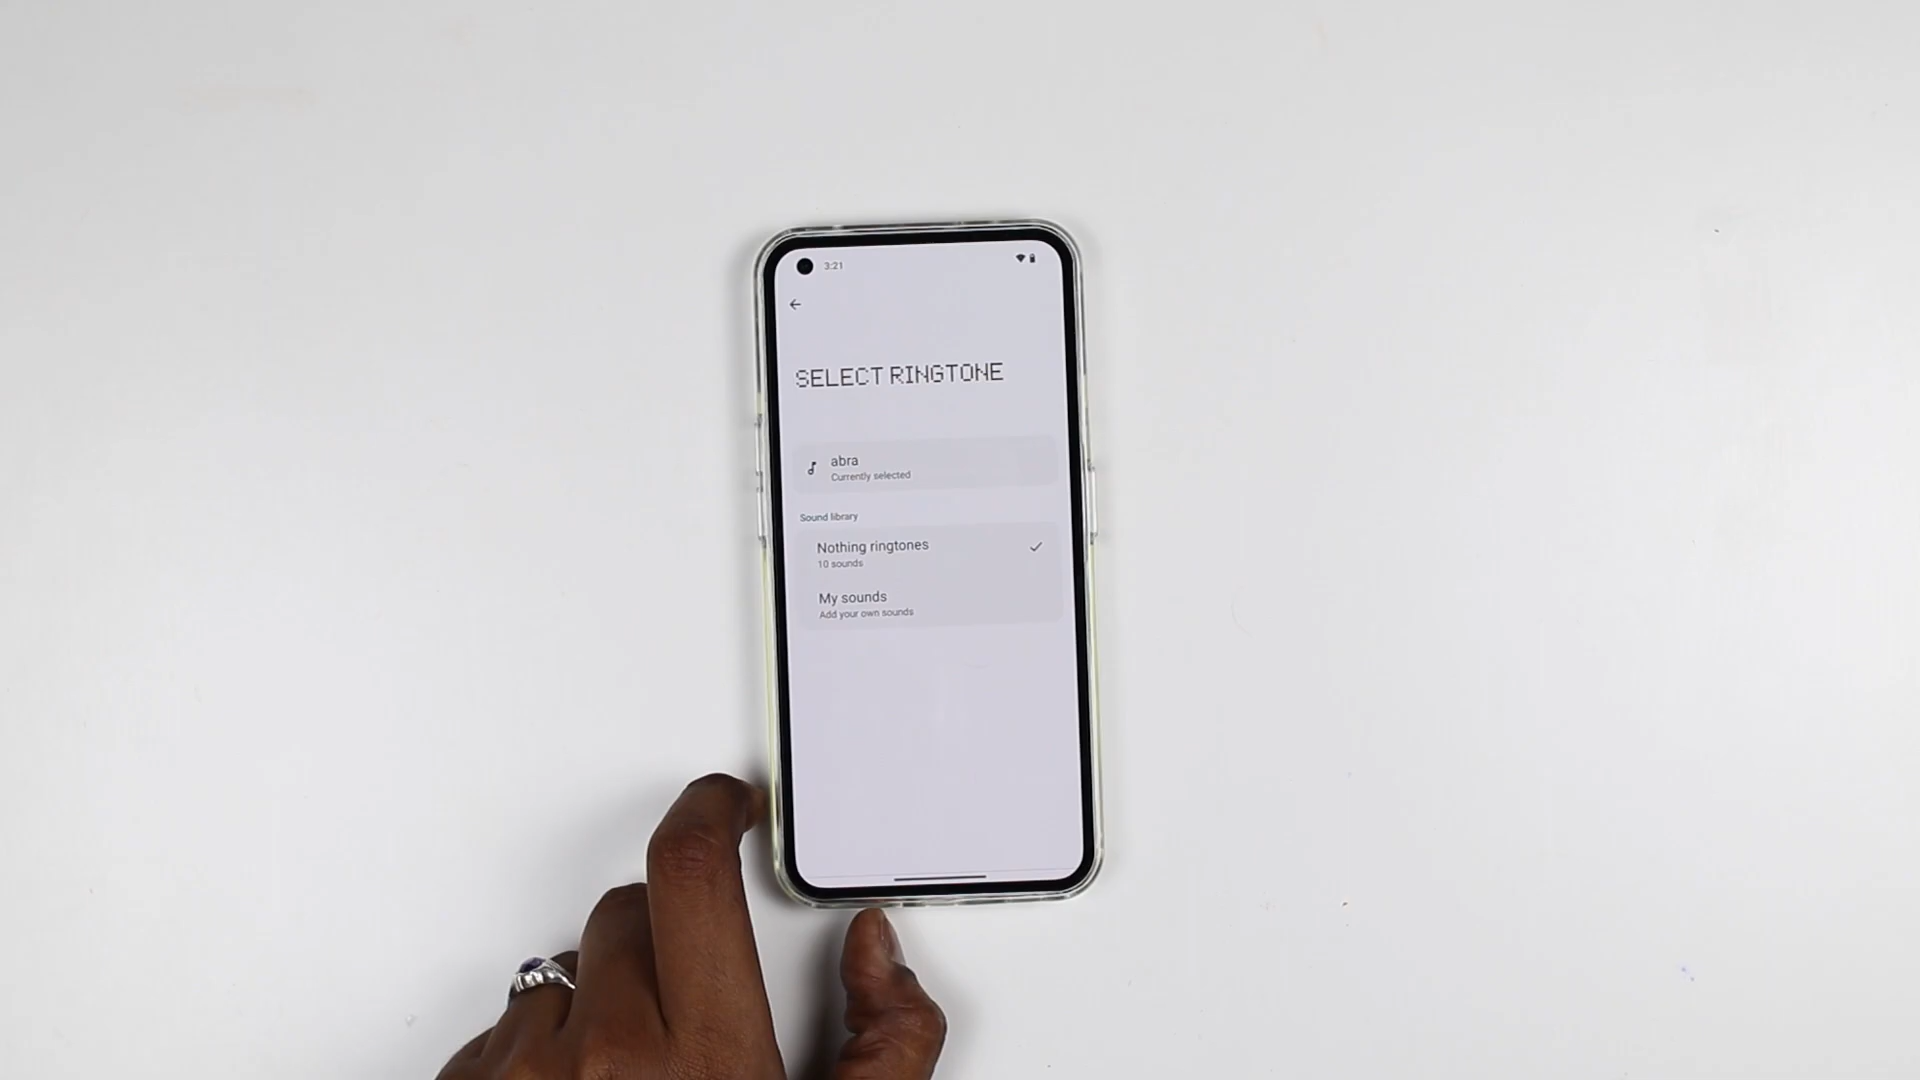 3:21
SELECT RINGTONE
abra
Currently selected
Sound library
Nothing ringtones
10 sounds
My sounds
Add your own sounds